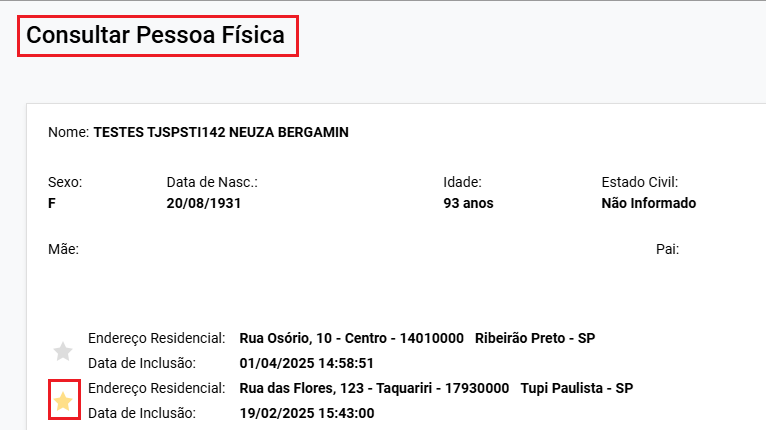 Consultar Pessoa Física
Nome: TESTES TJSPSTI142 NEUZA BERGAMIN
Sexo: Data de Nasc.: Idade: Estado Civil:
F 20/08/1931 93 anos Não Informado
Mãe: Pai:
Endereço Residencial: Rua Osório, 10 - Centro - 14010000 Ribeirão Preto - SP
Data de Inclusão: 01/04/2025 14:58:51
Endereço Residencial: Rua das Flores, 123 - Taquariri - 17930000 Tupi Paulista - SP
Data de Inclusão: 19/02/2025 15:43:00